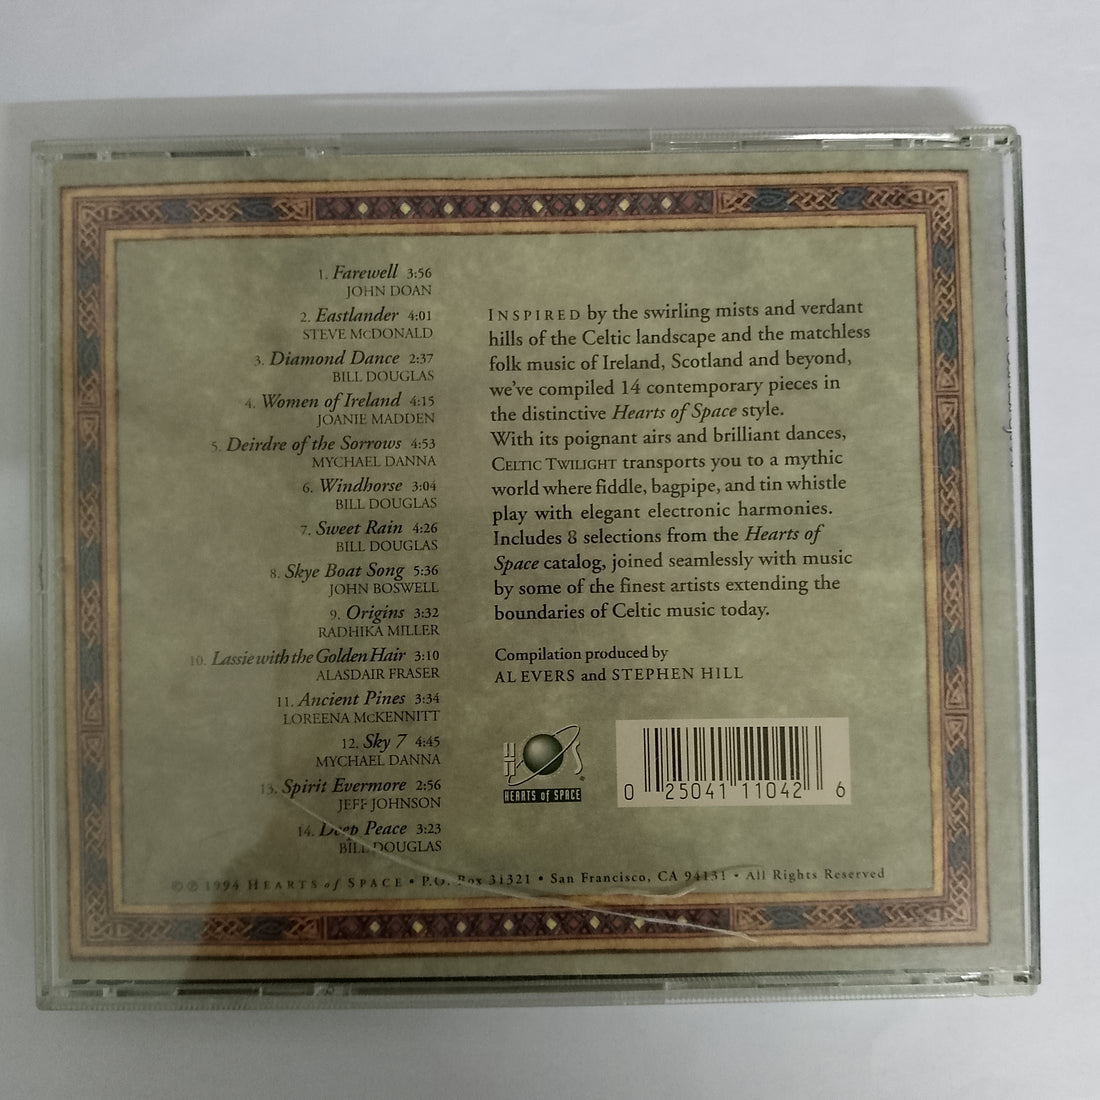 1. Farewell 3:56
JOHN DOAN
2. Eastlander 4:01
STEVE McDONALD
3. Diamond Dance 2:37
BILL DOUGLAS
4. Women of Ireland 4:15
JOANIE MADDEN
5. Deirdre of the Sorrows 4:53
MYCHAEL DANNA
6. Windhorse 3:04
BILL DOUGLAS
7. Sweet Rain 4:26
BILL DOUGLAS
8. Skye Boat Song 5:36
JOHN BOSWELL
9. Origins 3:32
RADHIKA MILLER
10. Lassie with the Golden Hair 3:10
ALASDAIR FRASER
11. Ancient Pines 3:34
LOREENA McKENNITT
12. Sky 7 4:45
MYCHAEL DANNA
13. Spirit Evermore 2:56
JEFF JOHNSON
14. Deep Peace 3:23
BILL DOUGLAS
INSPIRED by the swirling mists and verdant
hills of the Celtic landscape and the matchless
folk music of Ireland, Scotland and beyond,
we've compiled 14 contemporary pieces in
the distinctive Hearts of Space style.
With its poignant airs and brilliant dances,
CELTIC TWILIGHT transports you to a mythic
world where fiddle, bagpipe, and tin whistle
play with elegant electronic harmonies.
Includes 8 selections from the Hearts of
Space catalog, joined seamlessly with music
by some of the finest artists extending the
boundaries of Celtic music today.
Compilation produced by
AL EVERS and STEPHEN HILL
HEARTS of SPACE
0 25041 11042 6
©℗ 1994 HEARTS of SPACE • P.O. Box 31321 • San Francisco, CA 94131 • All Rights Reserved